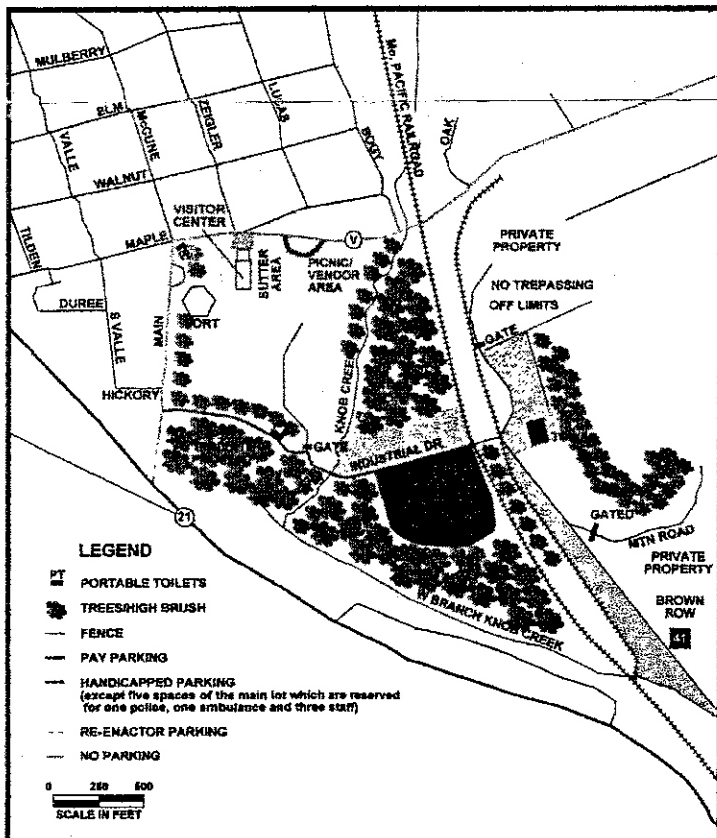 MULBERRY
ELM
WALNUT
MAPLE
VALLE
McCUNE
ZEIGLER
LUCAS
BOGY
Mo. PACIFIC RAILROAD
OAK
VISITOR
CENTER
SUTTER
AREA
PICNIC/
VENDOR
AREA
V
PRIVATE
PROPERTY
NO TREPASSING
OFF LIMITS
TILDEN
DUREE
S VALLE
MAIN
HICKORY
KNOB CREEK
GATE
GATE
INDUSTRIAL DR
GATED
MTN ROAD
PRIVATE
PROPERTY
BROWN
ROW
41
21
W BRANCH KNOB CREEK
LEGEND
PT
PORTABLE TOILETS
TREES/HIGH BRUSH
FENCE
PAY PARKING
HANDICAPPED PARKING
(except five spaces of the main lot which are reserved
for one police, one ambulance and three staff)
RE-ENACTOR PARKING
NO PARKING
0 250 500
SCALE IN FEET